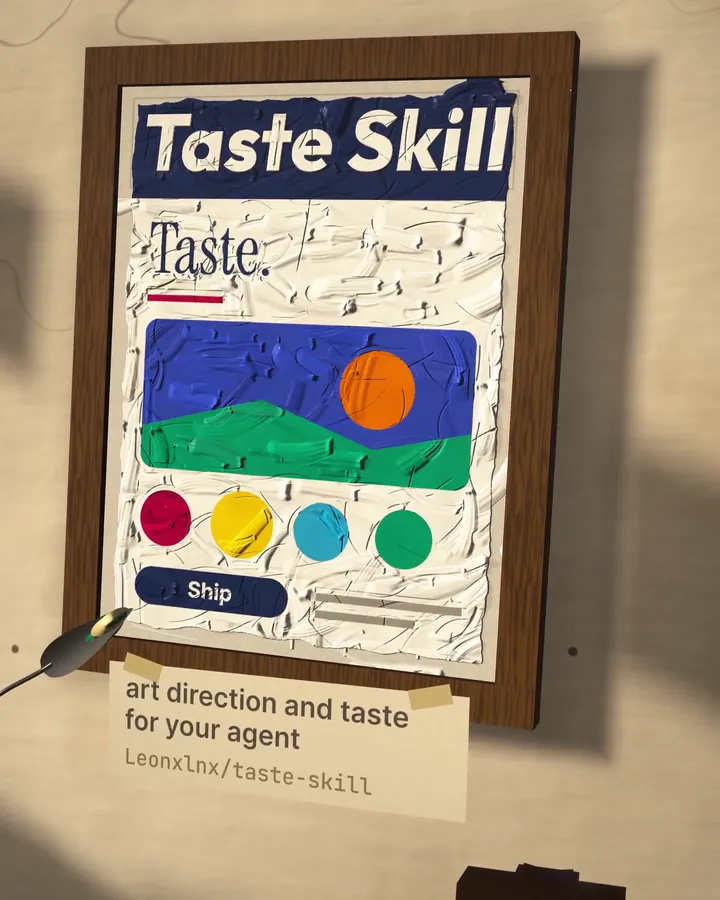 Taste Skill
Taste.
Ship
art direction and taste
for your agent
Leonxlnx/taste-skill